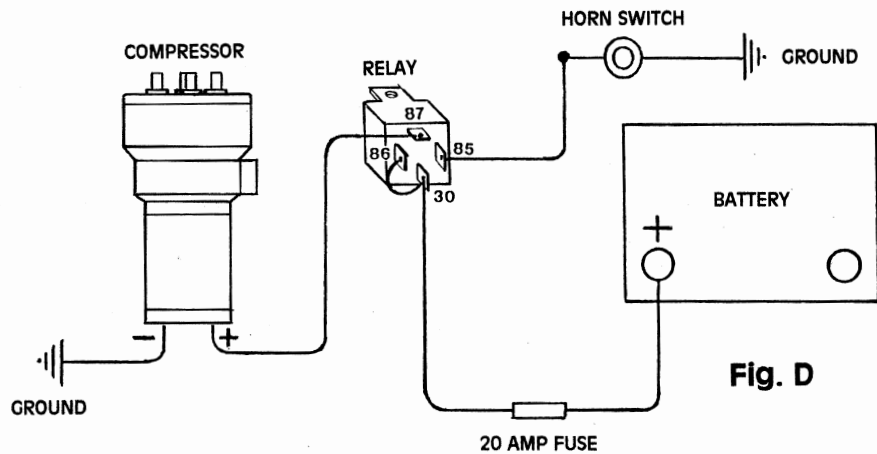 HORN SWITCH
COMPRESSOR
GROUND
RELAY
87
86
85
30
BATTERY
+
- +
GROUND
Fig. D
20 AMP FUSE